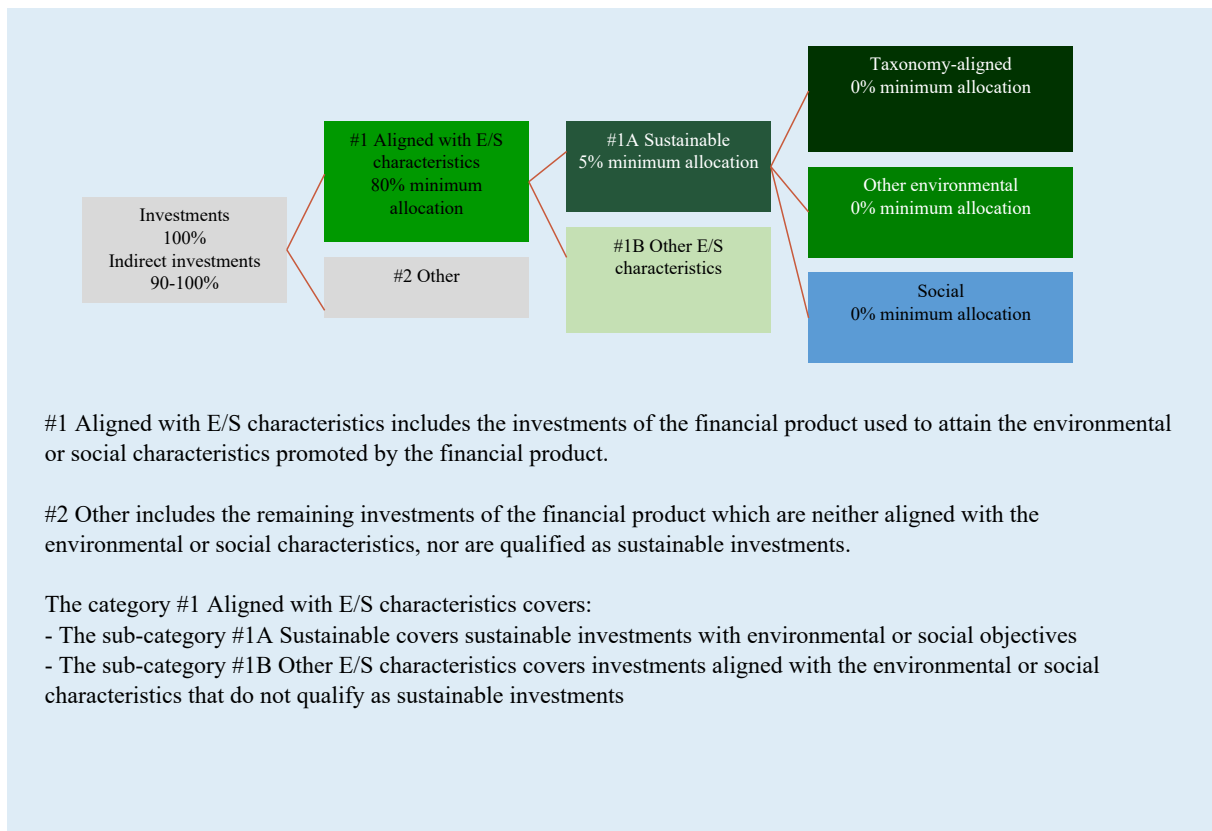 Investments
100%
Indirect investments
90-100%
#1 Aligned with E/S
characteristics
80% minimum
allocation
#2 Other
#1A Sustainable
5% minimum allocation
#1B Other E/S
characteristics
Taxonomy-aligned
0% minimum allocation
Other environmental
0% minimum allocation
Social
0% minimum allocation
#1 Aligned with E/S characteristics includes the investments of the financial product used to attain the environmental
or social characteristics promoted by the financial product.
#2 Other includes the remaining investments of the financial product which are neither aligned with the
environmental or social characteristics, nor are qualified as sustainable investments.
The category #1 Aligned with E/S characteristics covers:
- The sub-category #1A Sustainable covers sustainable investments with environmental or social objectives
- The sub-category #1B Other E/S characteristics covers investments aligned with the environmental or social
characteristics that do not qualify as sustainable investments